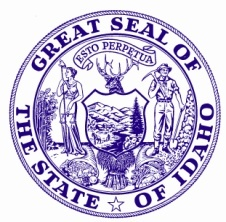 GREAT SEAL OF
THE STATE OF IDAHO
ESTO PERPETUA